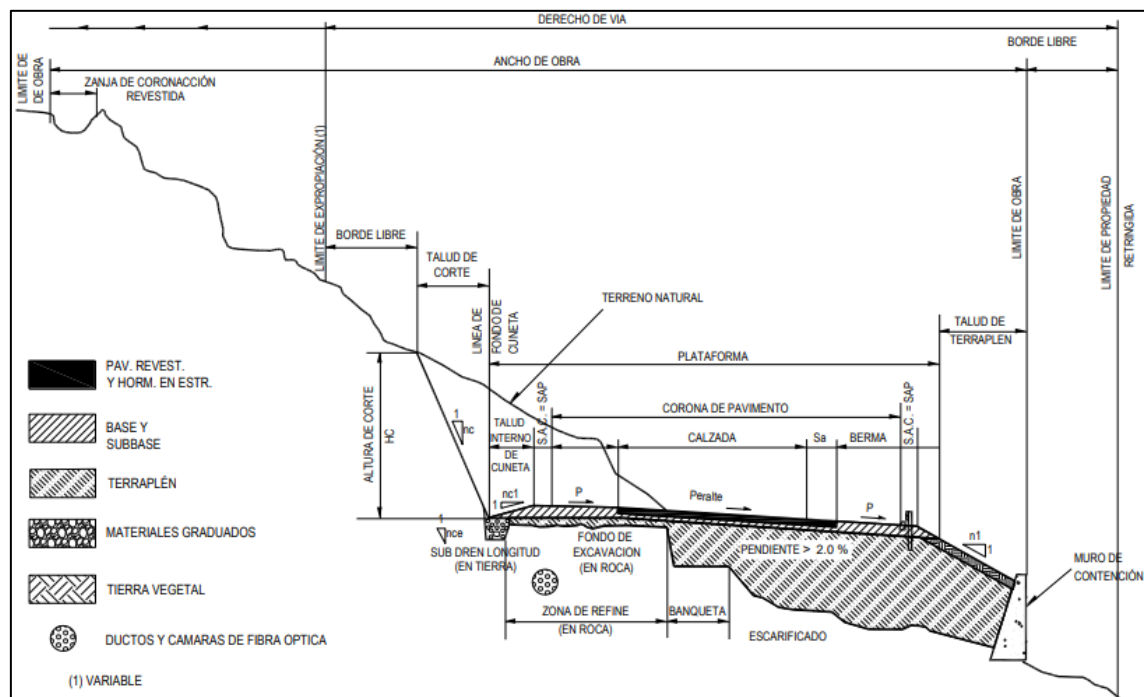 DERECHO DE VIA
BORDE LIBRE
ANCHO DE OBRA
LIMITE DE
DE OBRA
ZANJA DE CORONACCIÓN
REVESTIDA
LIMITE DE EXPROPIACIÓN (1)
BORDE LIBRE
TALUD DE
CORTE
LINEA DE
FONDO DE
CUNETA
TERRENO NATURAL
LIMITE DE OBRA
LIMITE DE PROPIEDAD
RETRINGIDA
TALUD DE
TERRAPLEN
PLATAFORMA
CORONA DE PAVIMENTO
S.A.C. = SAP
S.A.C. = SAP
TALUD
INTERNO
DE
CUNETA
CALZADA
Sa
BERMA
ALTURA DE CORTE
HC
1
nc
1
nc1
P
Peralte
P
n1
1
1
nce
SUB DREN LONGITUD
(EN TIERRA)
FONDO DE
EXCAVACION
(EN ROCA)
PENDIENTE > 2.0 %
MURO DE
CONTENCIÓN
ZONA DE REFINE
(EN ROCA)
BANQUETA
ESCARIFICADO
PAV. REVEST.
Y HORM. EN ESTR.
BASE Y
SUBBASE
TERRAPLÉN
MATERIALES GRADUADOS
TIERRA VEGETAL
DUCTOS Y CAMARAS DE FIBRA OPTICA
(1) VARIABLE